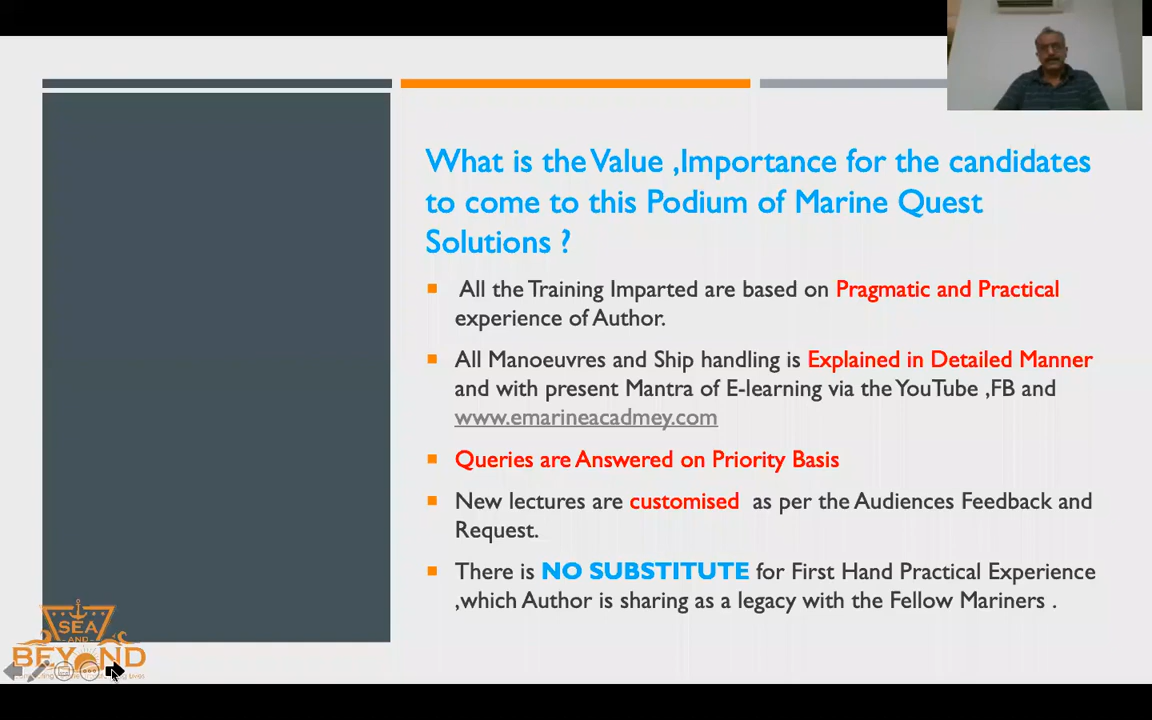 What is the Value ,Importance for the candidates
to come to this Podium of Marine Quest
Solutions ?
All the Training Imparted are based on Pragmatic and Practical
experience of Author.
All Manoeuvres and Ship handling is Explained in Detailed Manner
and with present Mantra of E-learning via the YouTube ,FB and
www.emarineacadmey.com
Queries are Answered on Priority Basis
New lectures are customised as per the Audiences Feedback and
Request.
There is NO SUBSTITUTE for First Hand Practical Experience
,which Author is sharing as a legacy with the Fellow Mariners .
SEA
AND
BEYOND